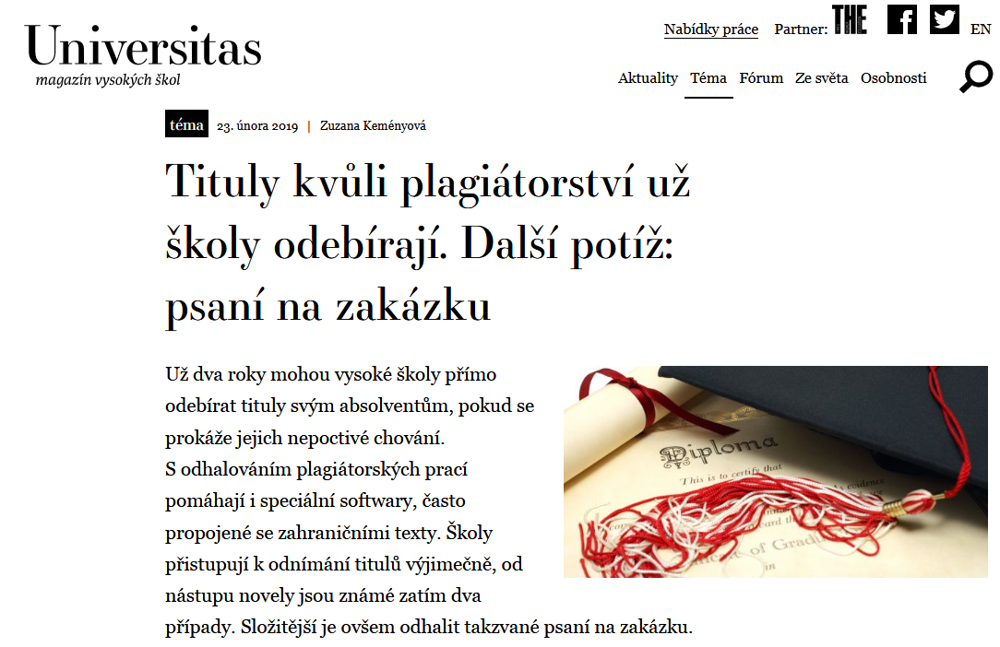 Universitas
magazín vysokých škol
Nabídky práce
Partner:
THE
EN
Aktuality
Téma
Fórum
Ze světa
Osobnosti
téma
23. února 2019 | Zuzana Keményová
Tituly kvůli plagiátorství už
školy odebírají. Další potíž:
psaní na zakázku
Už dva roky mohou vysoké školy přímo
odebírat tituly svým absolventům, pokud se
prokáže jejich nepoctivé chování.
S odhalováním plagiátorských prací
pomáhají i speciální softwary, často
propojené se zahraničními texty. Školy
přistupují k odnímání titulů výjimečně, od
nástupu novely jsou známé zatím dva
případy. Složitější je ovšem odhalit takzvané psaní na zakázku.
Diploma
This is to certify that
evidence
of Gradu
in